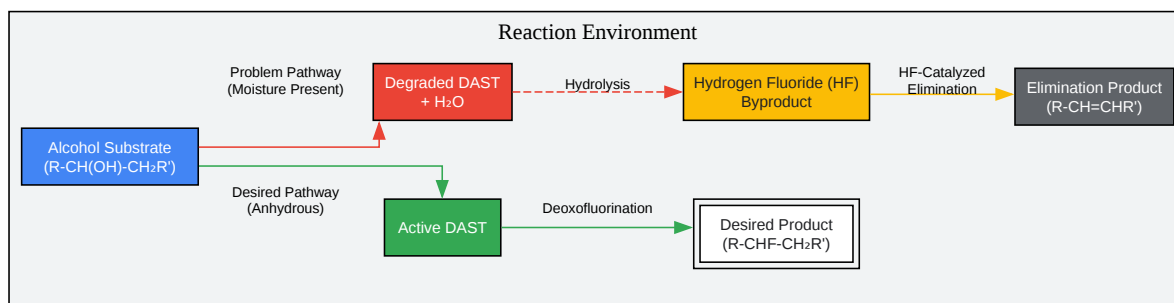 Reaction Environment
Problem Pathway
(Moisture Present)
Degraded DAST
+ H₂O
Hydrolysis
Hydrogen Fluoride (HF)
Byproduct
HF-Catalyzed
Elimination
Elimination Product
(R-CH=CHR')
Alcohol Substrate
(R-CH(OH)-CH₂R')
Desired Pathway
(Anhydrous)
Active DAST
Deoxofluorination
Desired Product
(R-CHF-CH₂R')